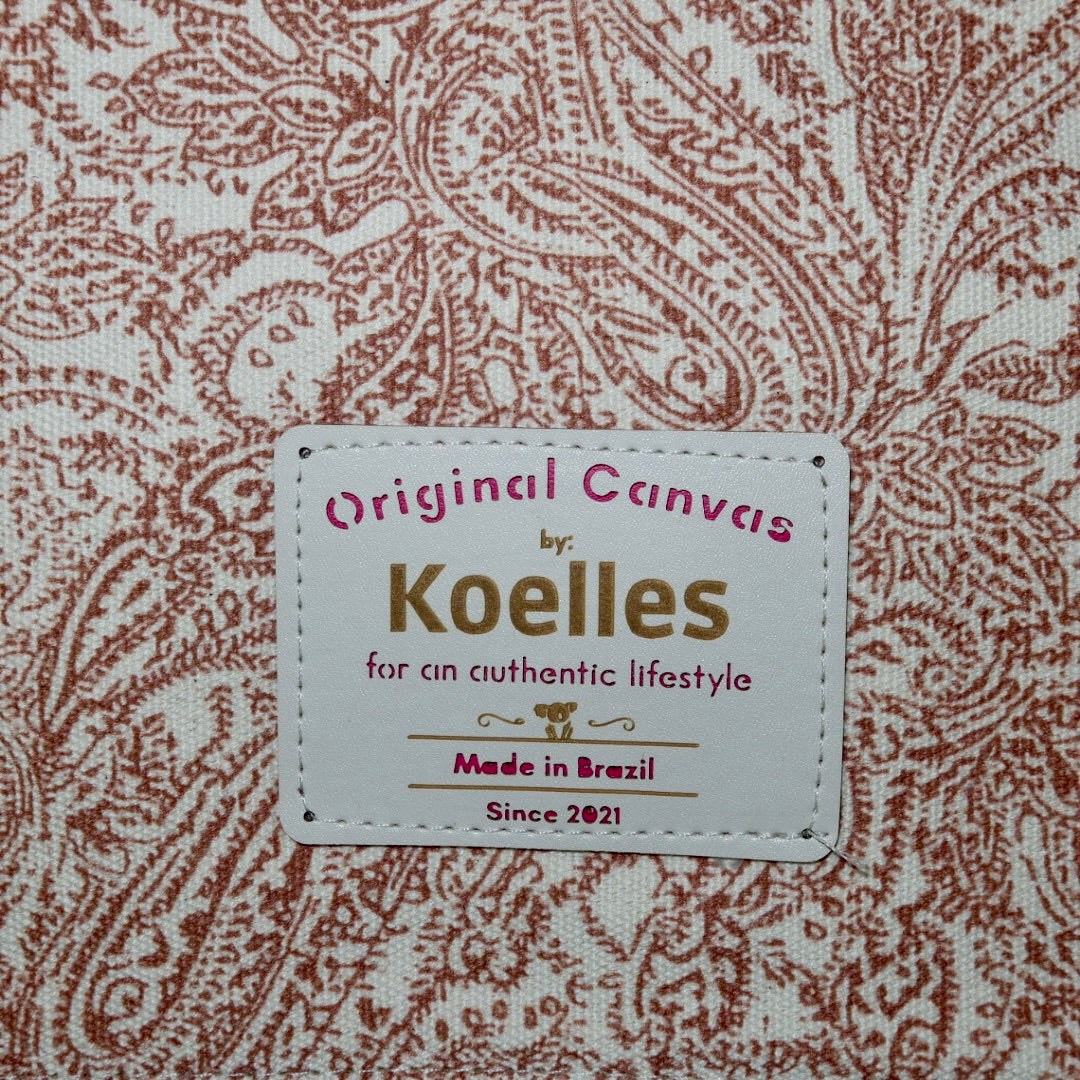 Original Canvas
by:
Koelles
for an authentic lifestyle
Made in Brazil
Since 2021